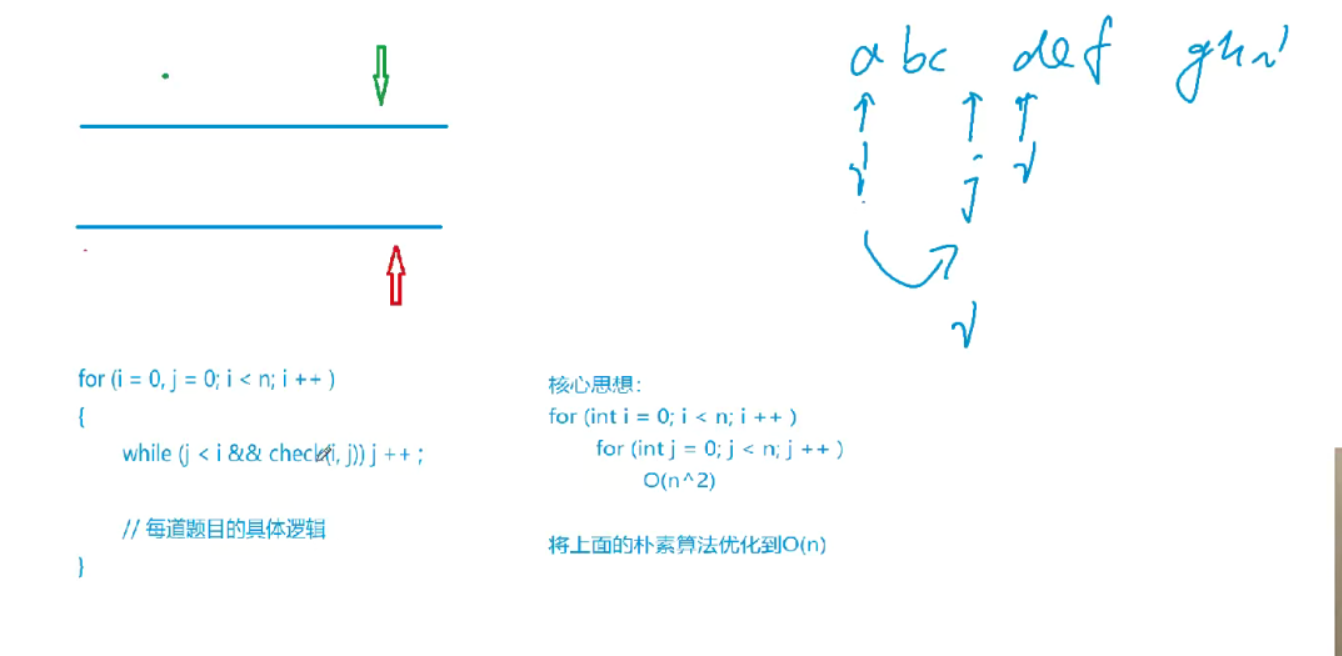 abc def
i j i
i
for (i = 0, j = 0; i < n; i ++ )
{
while (j < i && check(i, j)) j ++ ;
// 每道题目的具体逻辑
}
核心思想：
for (int i = 0; i < n; i ++ )
for (int j = 0; j < n; j ++ )
O(n^2)
将上面的朴素算法优化到O(n)